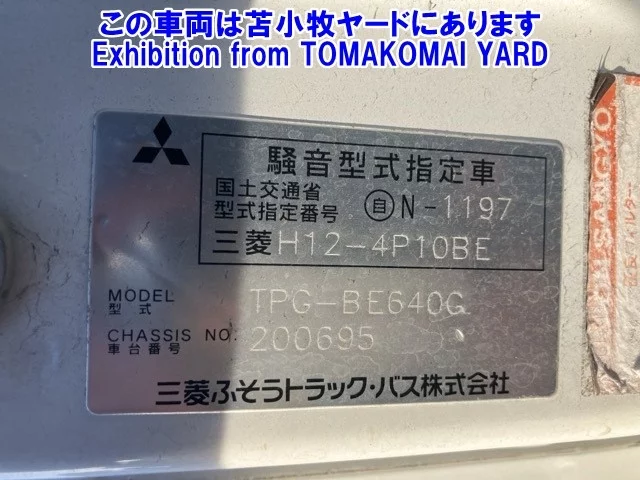 この車両は苫小牧ヤードにあります
Exhibition from TOMAKOMAI YARD
騒音型式指定車
国土交通省
型式指定番号 自 N-1197
三菱 H12-4P10BE
MODEL
型式 TPG-BE640G
CHASSIS NO.
車台番号 200695
三菱ふそうトラック・バス株式会社
SANGYO